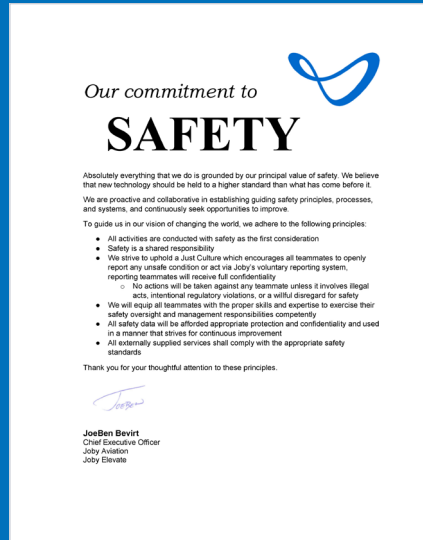 Our commitment to
SAFETY
Absolutely everything that we do is grounded by our principal value of safety. We believe
that new technology should be held to a higher standard than what has come before it.
We are proactive and collaborative in establishing guiding safety principles, processes,
and systems, and continuously seek opportunities to improve.
To guide us in our vision of changing the world, we adhere to the following principles:
● All activities are conducted with safety as the first consideration
● Safety is a shared responsibility
● We strive to uphold a Just Culture which encourages all teammates to openly
report any unsafe condition or act via Joby's voluntary reporting system,
reporting teammates will receive full confidentiality
○ No actions will be taken against any teammate unless it involves illegal
acts, intentional regulatory violations, or a willful disregard for safety
● We will equip all teammates with the proper skills and expertise to exercise their
safety oversight and management responsibilities competently
● All safety data will be afforded appropriate protection and confidentiality and used
in a manner that strives for continuous improvement
● All externally supplied services shall comply with the appropriate safety
standards
Thank you for your thoughtful attention to these principles.
JoeBen
JoeBen Bevirt
Chief Executive Officer
Joby Aviation
Joby Elevate